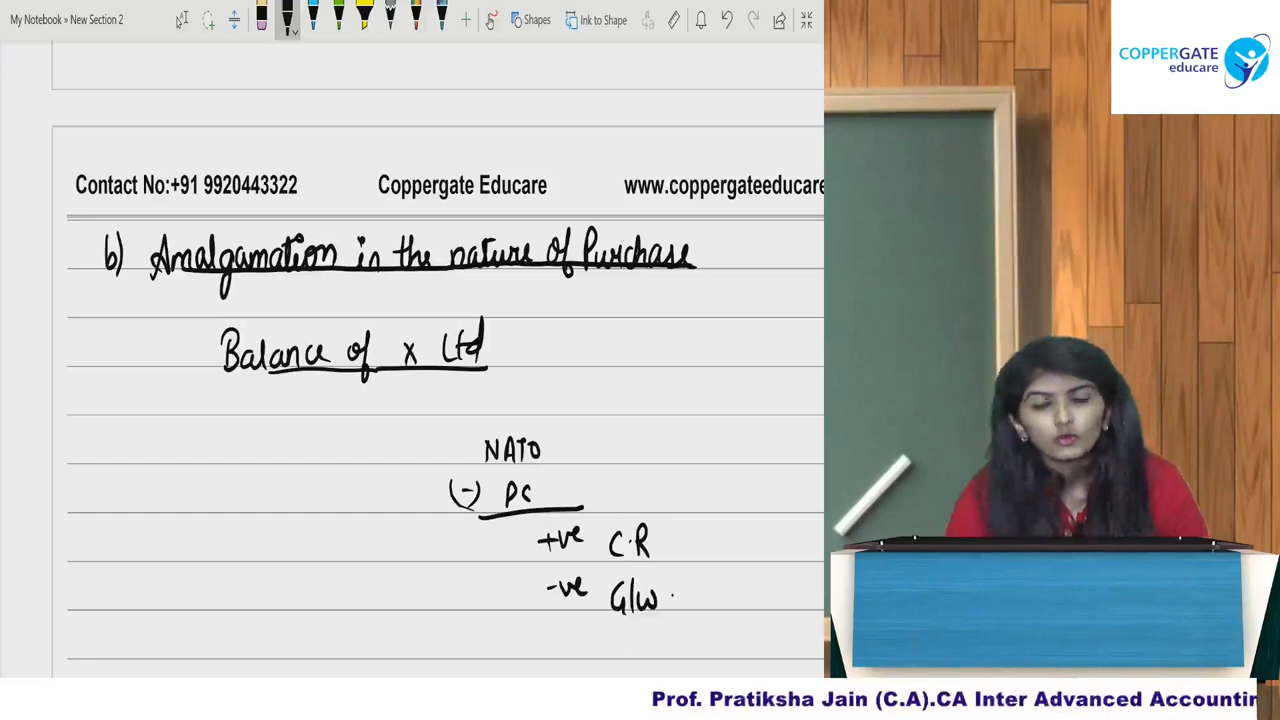 My Notebook » New Section 2
Shapes
Ink to Shape
COPPERGATE
educare
Contact No:+91 9920443322 Coppergate Educare www.coppergateeducare
b) Amalgamation in the nature of Purchase
Balance of x Ltd
NATO
(-) PC
+ve C.R
-ve G/w
Prof. Pratiksha Jain (C.A).CA Inter Advanced Accountin